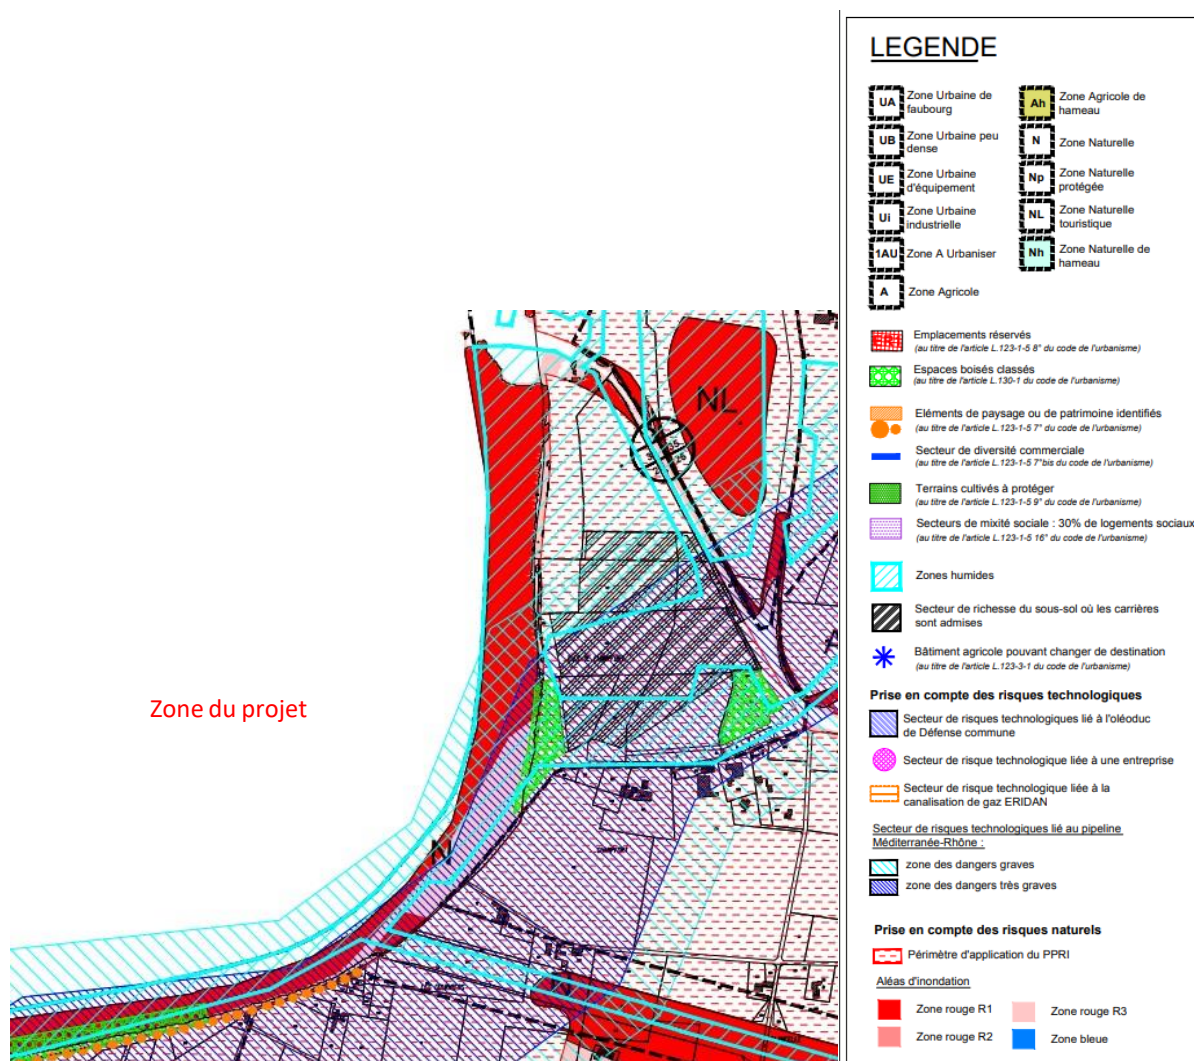 LEGENDE
UA
Zone Urbaine de
faubourg
UB
Zone Urbaine peu
dense
UE
Zone Urbaine
d'équipement
Ui
Zone Urbaine
industrielle
1AU
Zone A Urbaniser
A
Zone Agricole
Ah
Zone Agricole de
hameau
N
Zone Naturelle
Np
Zone Naturelle
protégée
NL
Zone Naturelle
touristique
Nh
Zone Naturelle de
hameau
Emplacements réservés
(au titre de l'article L.123-1-5 8° du code de l'urbanisme)
Espaces boisés classés
(au titre de l'article L.130-1 du code de l'urbanisme)
Eléments de paysage ou de patrimoine identifiés
(au titre de l'article L.123-1-5 7° du code de l'urbanisme)
Secteur de diversité commerciale
(au titre de l'article L.123-1-5 7°bis du code de l'urbanisme)
Terrains cultivés à protéger
(au titre de l'article L.123-1-5 9° du code de l'urbanisme)
Secteurs de mixité sociale : 30% de logements sociaux
(au titre de l'article L.123-1-5 16° du code de l'urbanisme)
Zones humides
Secteur de richesse du sous-sol où les carrières
sont admises
Bâtiment agricole pouvant changer de destination
(au titre de l'article L.123-3-1 du code de l'urbanisme)
Prise en compte des risques technologiques
Secteur de risques technologiques lié à l'oléoduc
de Défense commune
Secteur de risque technologique liée à une entreprise
Secteur de risque technologique liée à la
canalisation de gaz ERIDAN
Secteur de risques technologiques lié au pipeline
Méditerranée-Rhône :
zone des dangers graves
zone des dangers très graves
Prise en compte des risques naturels
Périmètre d'application du PPRI
Aléas d'inondation
Zone rouge R1
Zone rouge R3
Zone rouge R2
Zone bleue
NL
Zone du projet
N